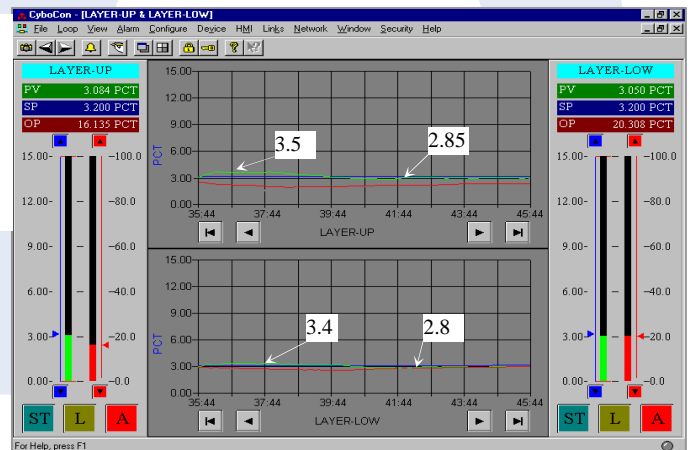 CyboCon - [LAYER-UP & LAYER-LOW]
File Loop View Alarm Configure Device HMI Links Network Window Security Help
LAYER-UP
PV 3.084 PCT
SP 3.200 PCT
OP 16.135 PCT
15.00- -100.0
12.00- -80.0
9.00- -60.0
6.00- -40.0
3.00- -20.0
0.00- -0.0
ST L A
15.00
12.00
9.00
6.00
3.00
0.00
PCT
3.5
2.85
35:44 37:44 39:44 41:44 43:44 45:44
LAYER-UP
15.00
12.00
9.00
6.00
3.00
0.00
PCT
3.4
2.8
35:44 37:44 39:44 41:44 43:44 45:44
LAYER-LOW
LAYER-LOW
PV 3.050 PCT
SP 3.200 PCT
OP 20.308 PCT
15.00- -100.0
12.00- -80.0
9.00- -60.0
6.00- -40.0
3.00- -20.0
0.00- -0.0
ST L A
For Help, press F1